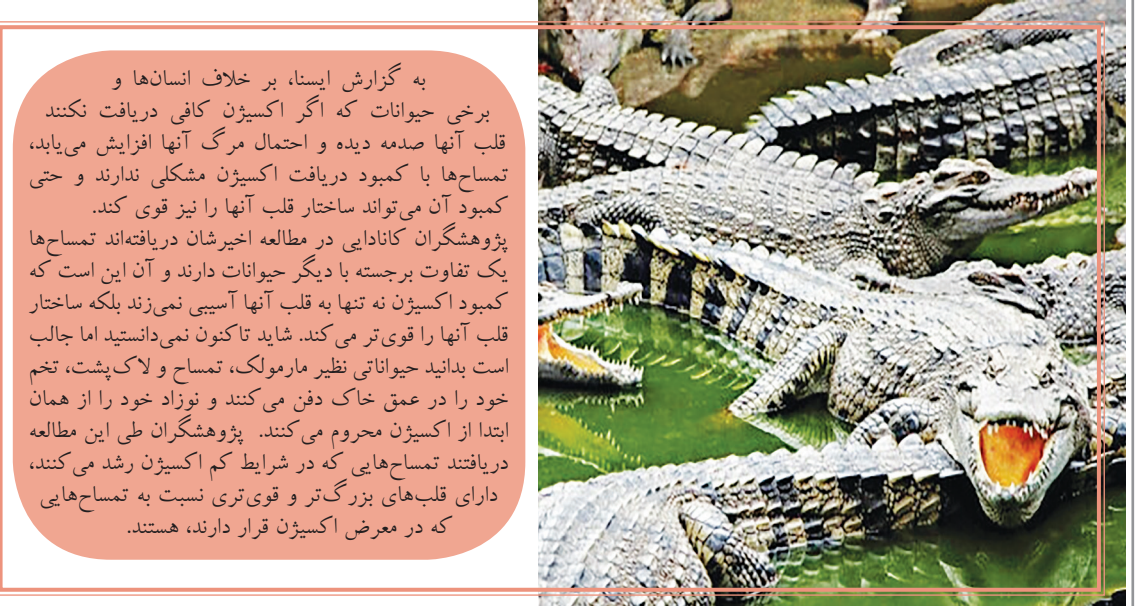 به گزارش ایسنا، بر خلاف انسان‌ها و
برخی حیوانات که اگر اکسیژن کافی دریافت نکنند
قلب آنها صدمه دیده و احتمال مرگ آنها افزایش می‌یابد،
تمساح‌ها با کمبود دریافت اکسیژن مشکلی ندارند و حتی
کمبود آن می‌تواند ساختار قلب آنها را نیز قوی کند.
پژوهشگران کانادایی در مطالعه اخیرشان دریافته‌اند تمساح‌ها
یک تفاوت برجسته با دیگر حیوانات دارند و آن این است که
کمبود اکسیژن نه تنها به قلب آنها آسیبی نمی‌زند بلکه ساختار
قلب آنها را قوی‌تر می‌کند. شاید تاکنون نمی‌دانستید اما جالب
است بدانید حیواناتی نظیر مارمولک، تمساح و لاک‌پشت، تخم
خود را در عمق خاک دفن می‌کنند و نوزاد خود را از همان
ابتدا از اکسیژن محروم می‌کنند. پژوهشگران طی این مطالعه
دریافتند تمساح‌هایی که در شرایط کم اکسیژن رشد می‌کنند،
دارای قلب‌های بزرگ‌تر و قوی‌تری نسبت به تمساح‌هایی
که در معرض اکسیژن قرار دارند، هستند.